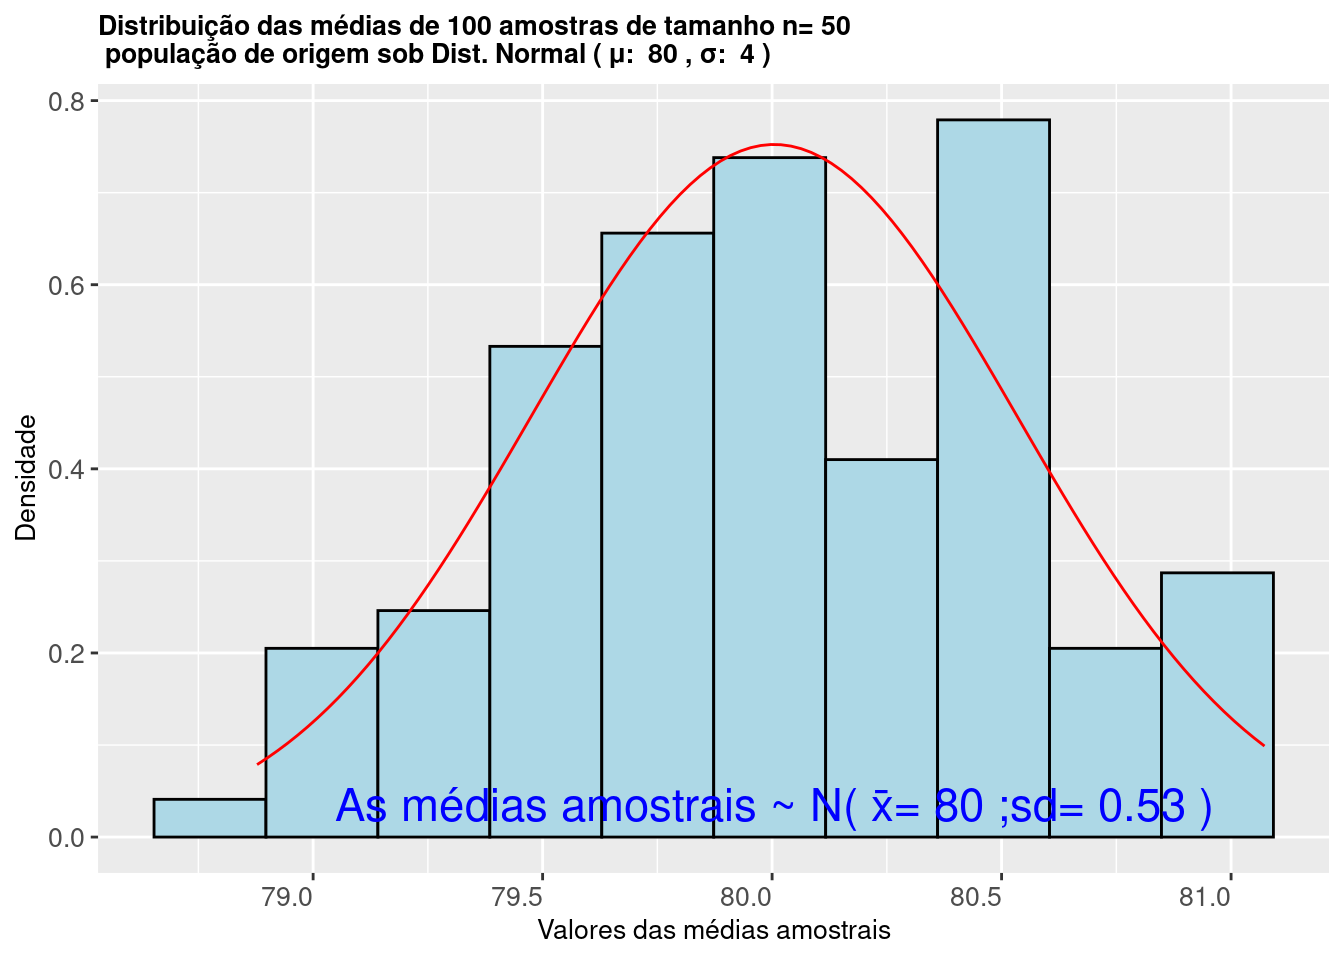 Distribuição das médias de 100 amostras de tamanho n= 50
população de origem sob Dist. Normal ( μ:  80 , σ:  4 )
0.8
0.6
0.4
0.2
0.0
Densidade
As médias amostrais ~ N( x̄= 80 ;sd= 0.53 )
79.0 79.5 80.0 80.5 81.0
Valores das médias amostrais